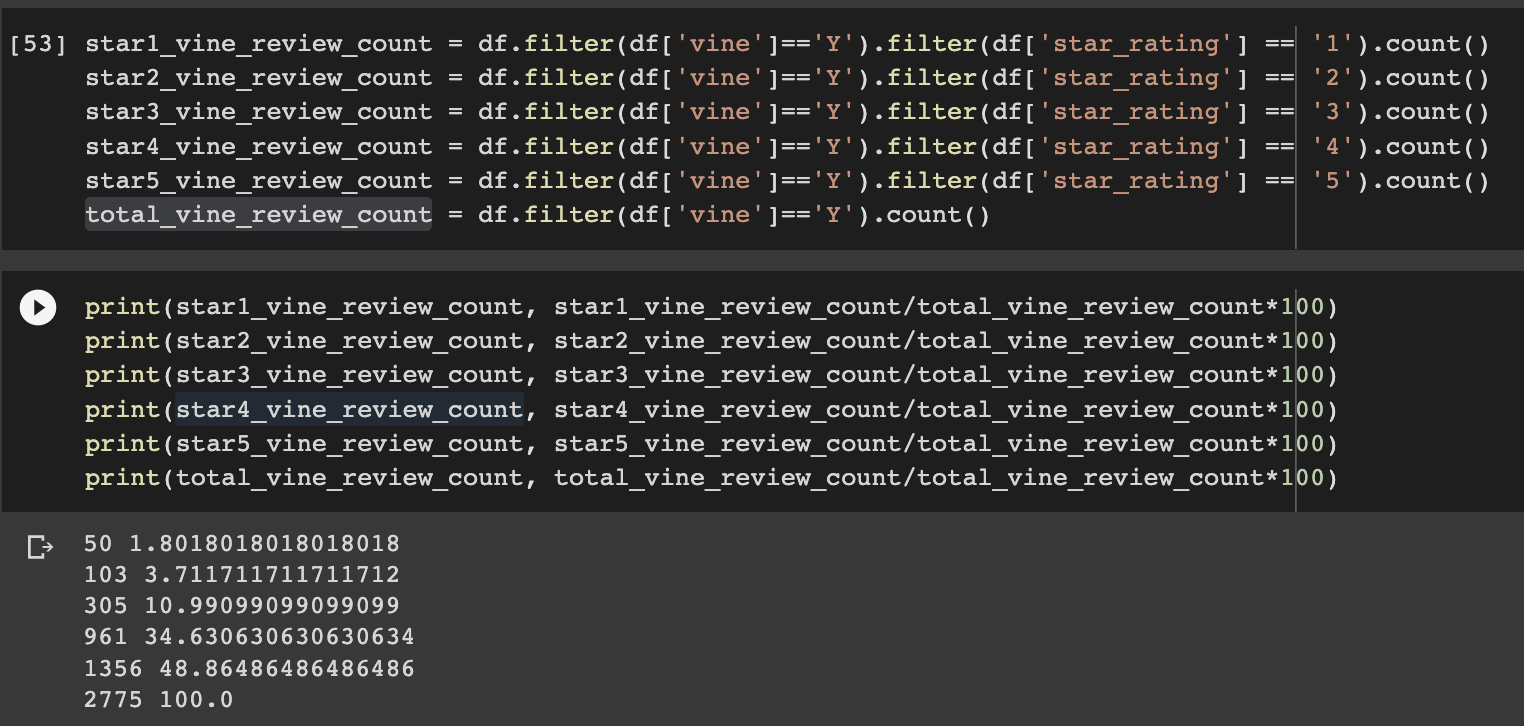 [53] star1_vine_review_count = df.filter(df['vine']=='Y').filter(df['star_rating'] == '1').count()
star2_vine_review_count = df.filter(df['vine']=='Y').filter(df['star_rating'] == '2').count()
star3_vine_review_count = df.filter(df['vine']=='Y').filter(df['star_rating'] == '3').count()
star4_vine_review_count = df.filter(df['vine']=='Y').filter(df['star_rating'] == '4').count()
star5_vine_review_count = df.filter(df['vine']=='Y').filter(df['star_rating'] == '5').count()
total_vine_review_count = df.filter(df['vine']=='Y').count()
print(star1_vine_review_count, star1_vine_review_count/total_vine_review_count*100)
print(star2_vine_review_count, star2_vine_review_count/total_vine_review_count*100)
print(star3_vine_review_count, star3_vine_review_count/total_vine_review_count*100)
print(star4_vine_review_count, star4_vine_review_count/total_vine_review_count*100)
print(star5_vine_review_count, star5_vine_review_count/total_vine_review_count*100)
print(total_vine_review_count, total_vine_review_count/total_vine_review_count*100)
50 1.8018018018018018
103 3.711711711711712
305 10.99099099099099
961 34.630630630630634
1356 48.86486486486486
2775 100.0